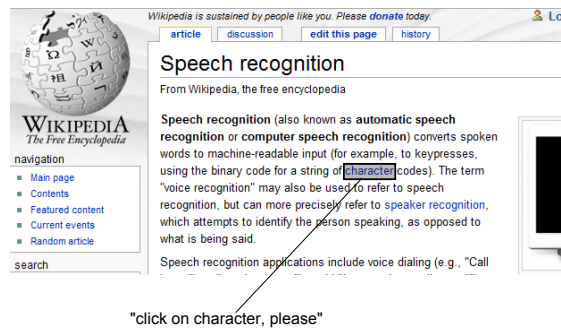 Wikipedia is sustained by people like you. Please donate today.
article discussion edit this page history
Speech recognition
From Wikipedia, the free encyclopedia
Speech recognition (also known as automatic speech
recognition or computer speech recognition) converts spoken
words to machine-readable input (for example, to keypresses,
using the binary code for a string of character codes). The term
"voice recognition" may also be used to refer to speech
recognition, but can more precisely refer to speaker recognition,
which attempts to identify the person speaking, as opposed to
what is being said.
Speech recognition applications include voice dialing (e.g., "Call
WIKIPEDIA
The Free Encyclopedia
navigation
Main page
Contents
Featured content
Current events
Random article
search
"click on character, please"